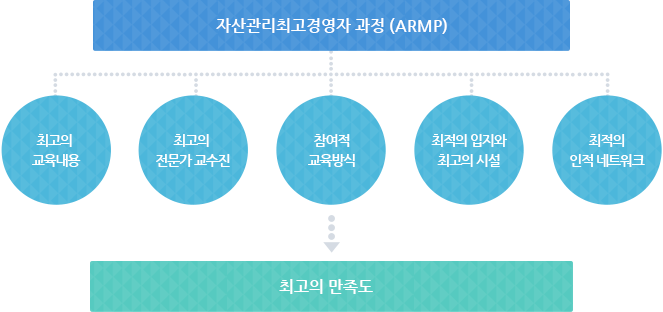 자산관리최고경영자 과정 (ARMP)
최고의
교육내용
최고의
전문가 교수진
참여적
교육방식
최적의 입지와
최고의 시설
최적의
인적 네트워크
최고의 만족도